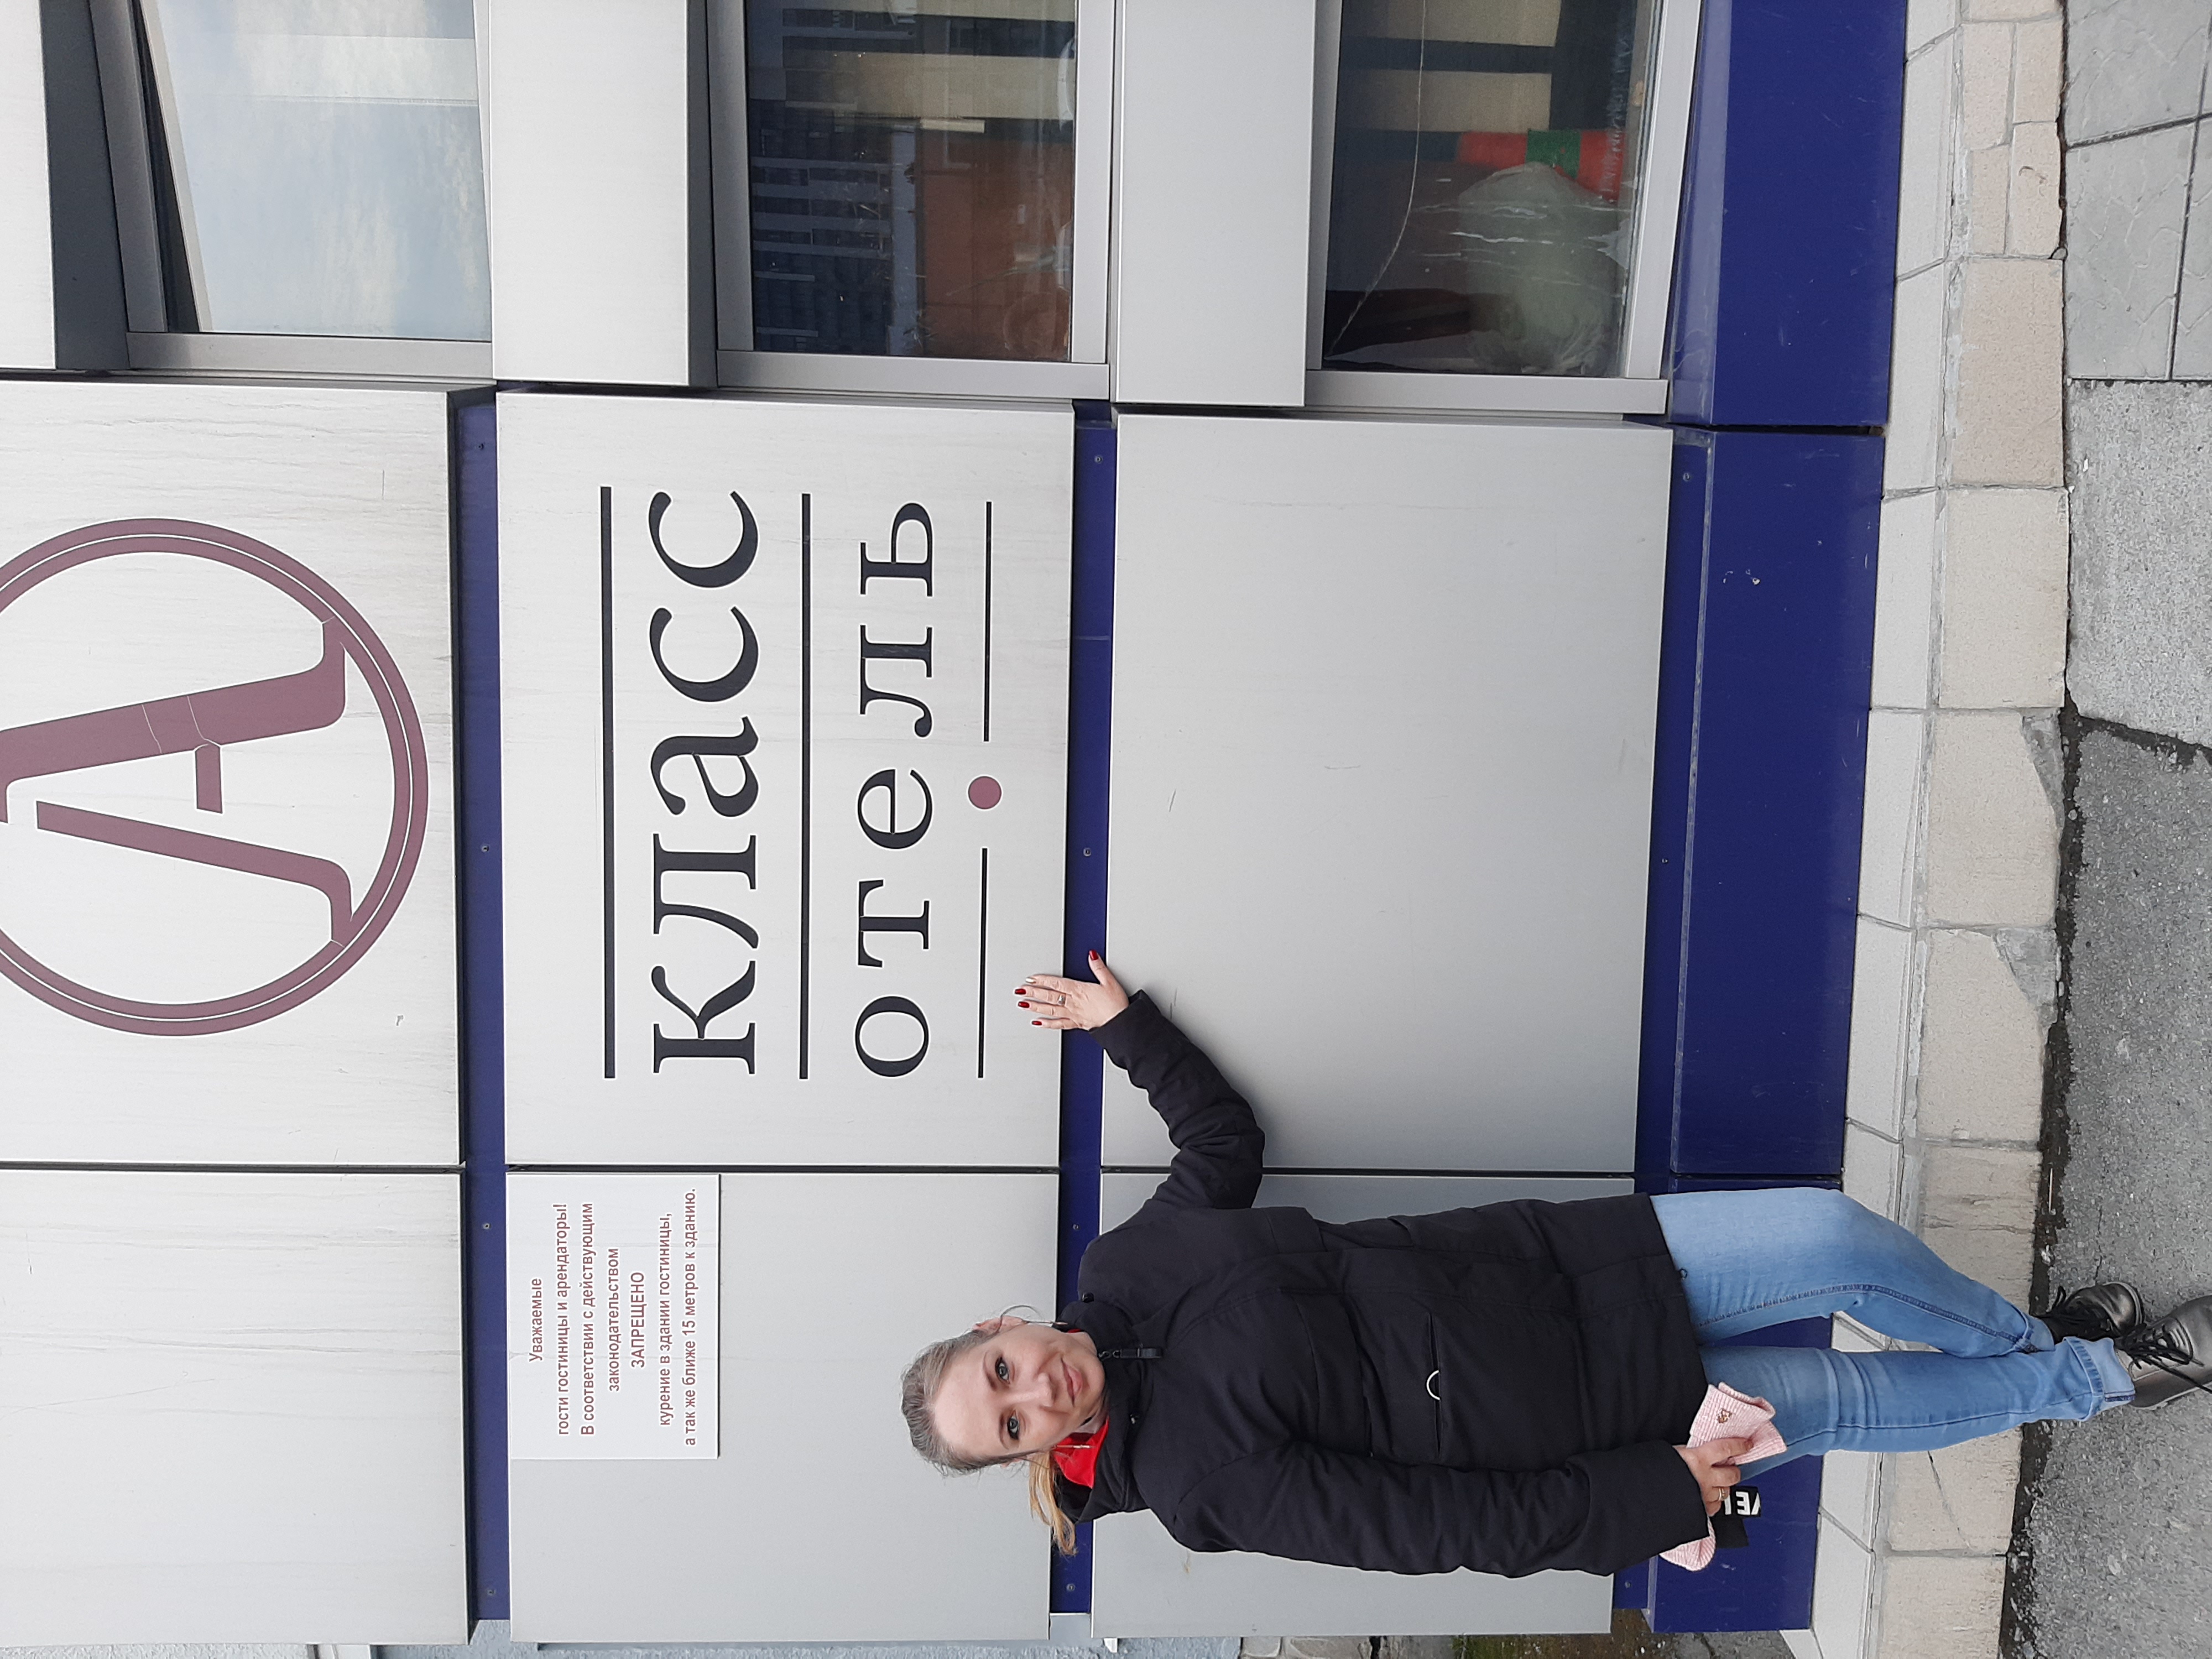 А
класс
отель
Уважаемые
гости гостиницы и арендаторы!
В соответствии с действующим
законодательством
ЗАПРЕЩЕНО
курение в здании гостиницы,
а так же ближе 15 метров к зданию.